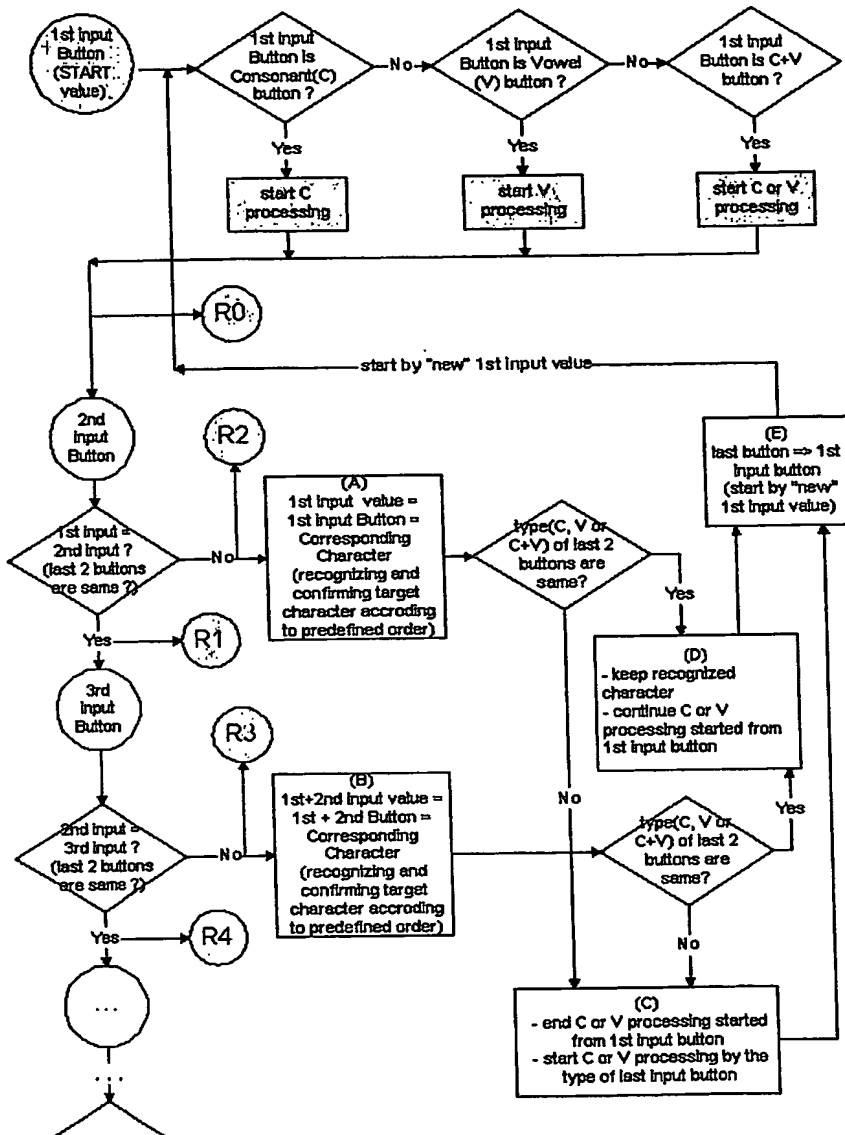 1st Input
Button
(START
value)
1st Input
Button is
Consonant(C)
button ?
No
1st Input
Button is Vowel
(V) button ?
No
1st Input
Button is C+V
button ?
Yes
Yes
Yes
start C
processing
start V
processing
start C or V
processing
R0
start by "new" 1st input value
2nd
Input
Button
R2
(A)
1st input value =
1st Input Button =
Corresponding
Character
(recognizing and
confirming target
character accroding
to predefined order)
(E)
last button => 1st
Input button
(start by "new"
1st input value)
1st input =
2nd Input ?
(last 2 buttons
are same ?)
No
type(C, V or
C+V) of last 2
buttons are
same?
Yes
Yes
R1
(D)
- keep recognized
character
- continue C or V
processing started from
1st input button
3rd
Input
Button
R3
(B)
1st+2nd Input value =
1st + 2nd Button =
Corresponding
Character
(recognizing and
confirming target
character accroding
to predefined order)
No
Yes
2nd Input =
3rd Input ?
(last 2 buttons
are same ?)
No
type(C, V or
C+V) of last 2
buttons are
same?
Yes
R4
No
...
(C)
- end C or V processing started
from 1st input button
- start C or V processing by the
type of last input button
...